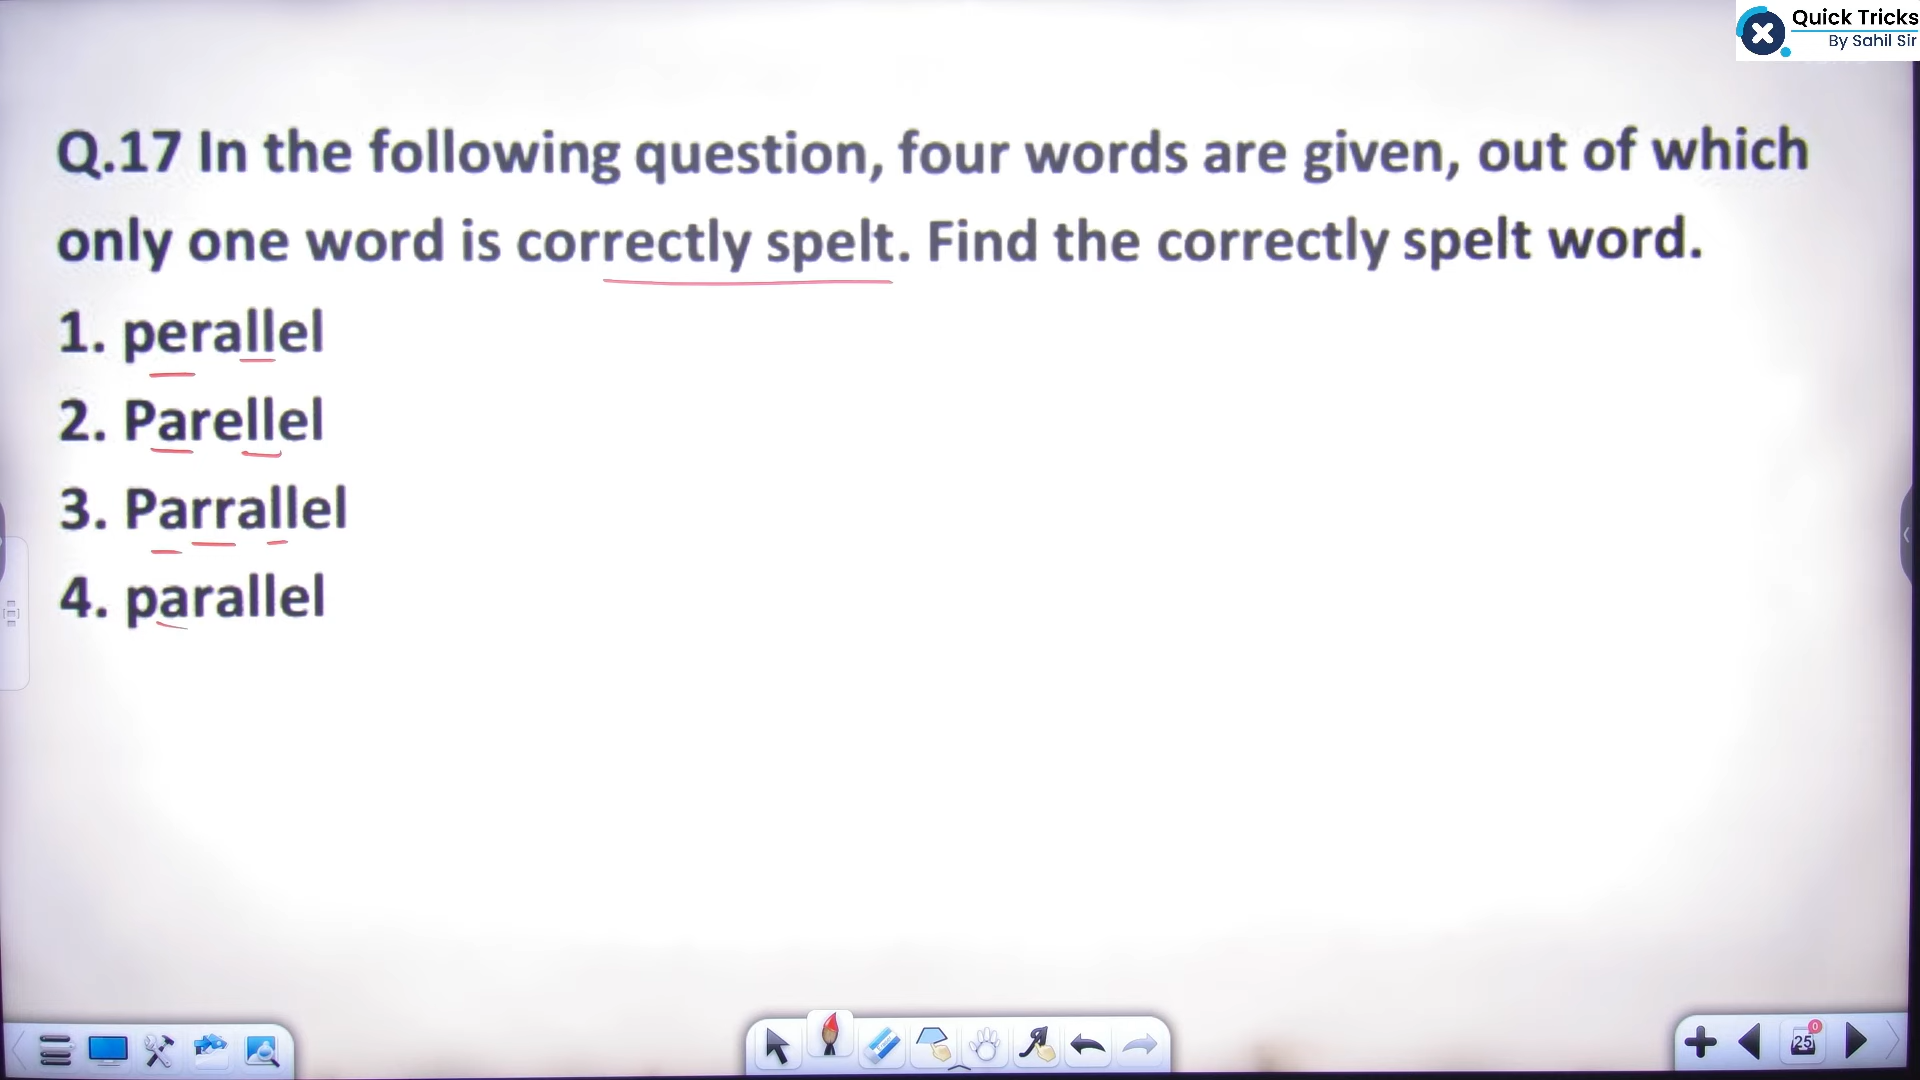 Quick Tricks
By Sahil Sir
Q.17 In the following question, four words are given, out of which
only one word is correctly spelt. Find the correctly spelt word.
1. perallel
2. Parellel
3. Parrallel
4. parallel
0
25